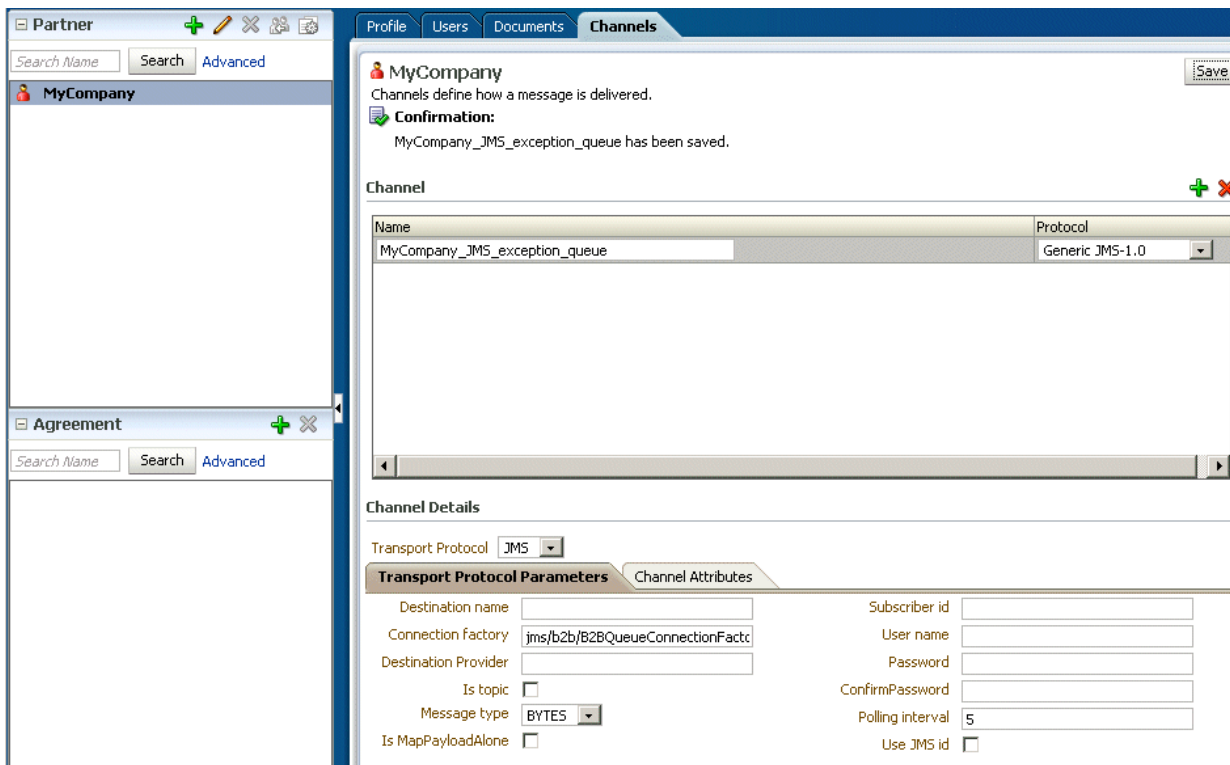 Partner
Search Name Search Advanced
MyCompany
Agreement
Search Name Search Advanced
Profile Users Documents Channels
MyCompany
Save
Channels define how a message is delivered.
Confirmation:
MyCompany_JMS_exception_queue has been saved.
Channel
Name Protocol
MyCompany_JMS_exception_queue Generic JMS-1.0
Channel Details
Transport Protocol JMS
Transport Protocol Parameters Channel Attributes
Destination name Subscriber id
Connection factory jms/b2b/B2BQueueConnectionFactc User name
Destination Provider Password
Is topic ConfirmPassword
Message type BYTES Polling interval 5
Is MapPayloadAlone Use JMS id